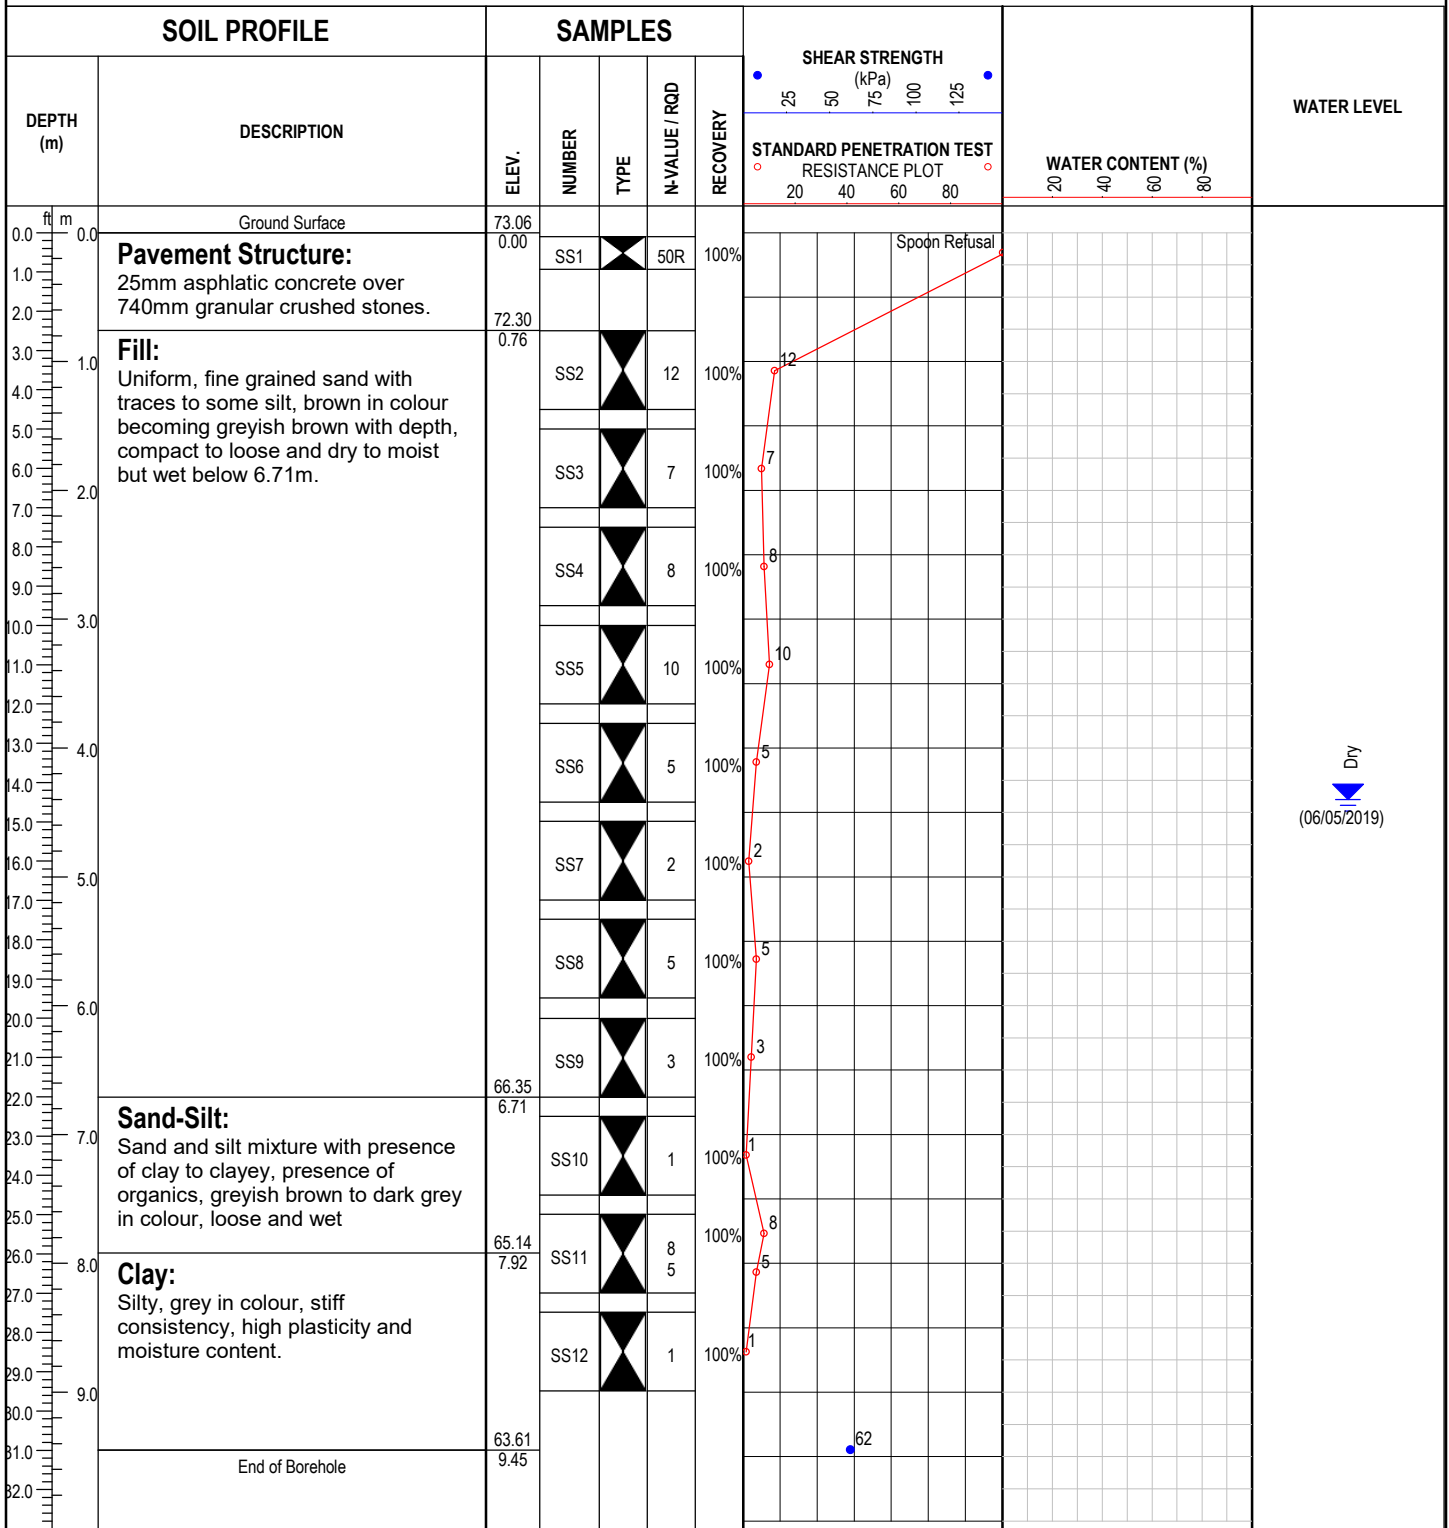 SOIL PROFILE
SAMPLES
DEPTH
(m)
DESCRIPTION
ELEV.
NUMBER
TYPE
N-VALUE / RQD
RECOVERY
SHEAR STRENGTH
(kPa)
25 50 75 100 125
STANDARD PENETRATION TEST
RESISTANCE PLOT
20 40 60 80
WATER CONTENT (%)
20 40 60 80
WATER LEVEL
ft m
Ground Surface 73.06
0.0 0.0 0.00
Pavement Structure:
25mm asphlatic concrete over
740mm granular crushed stones.
SS1 50R 100% Spoon Refusal
1.0
2.0
72.30
0.76
Fill:
Uniform, fine grained sand with
traces to some silt, brown in colour
becoming greyish brown with depth,
compact to loose and dry to moist
but wet below 6.71m.
3.0 1.0
SS2 12 100% 12
4.0
5.0
6.0
SS3 7 100% 7
2.0
7.0
8.0
SS4 8 100% 8
9.0
3.0
10.0
SS5 10 100% 10
11.0
12.0
13.0 4.0
SS6 5 100% 5
Dry
(06/05/2019)
14.0
15.0
16.0
SS7 2 100% 2
5.0
17.0
18.0
SS8 5 100% 5
19.0
6.0
20.0
21.0
SS9 3 100% 3
66.35
6.71
22.0
Sand-Silt:
Sand and silt mixture with presence
of clay to clayey, presence of
organics, greyish brown to dark grey
in colour, loose and wet
23.0 7.0
SS10 1 100% 1
24.0
25.0
65.14
7.92
SS11 8 5 100% 8 5
26.0 8.0
Clay:
Silty, grey in colour, stiff
consistency, high plasticity and
moisture content.
27.0
28.0
SS12 1 100% 1
29.0
9.0
30.0
63.61
9.45
62
31.0
End of Borehole
32.0